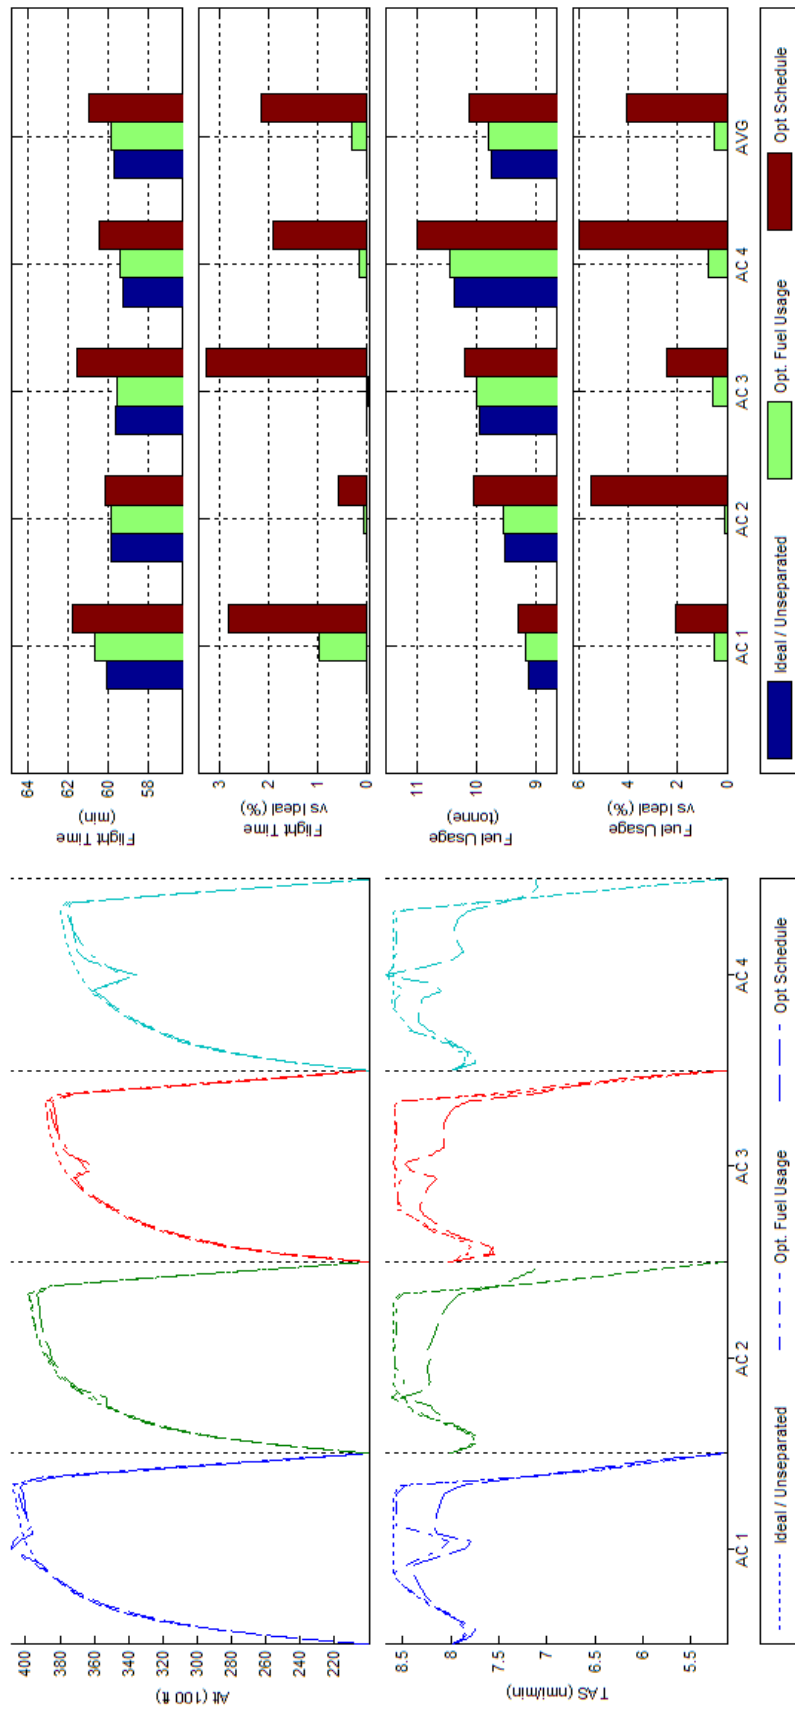 Alt (100 ft)
400
380
360
340
320
300
280
260
240
220
TAS (nmi/min)
8.5
8
7.5
7
6.5
6
5.5
AC 1
AC 2
AC 3
AC 4
Ideal / Unseparated
Opt. Fuel Usage
Opt Schedule
Flight Time
(min)
64
62
60
58
Flight Time
vs Ideal (%)
3
2
1
0
Fuel Usage
(tonne)
11
10
9
Fuel Usage
vs Ideal (%)
6
4
2
0
AC 1
AC 2
AC 3
AC 4
AVG
Ideal / Unseparated
Opt. Fuel Usage
Opt Schedule